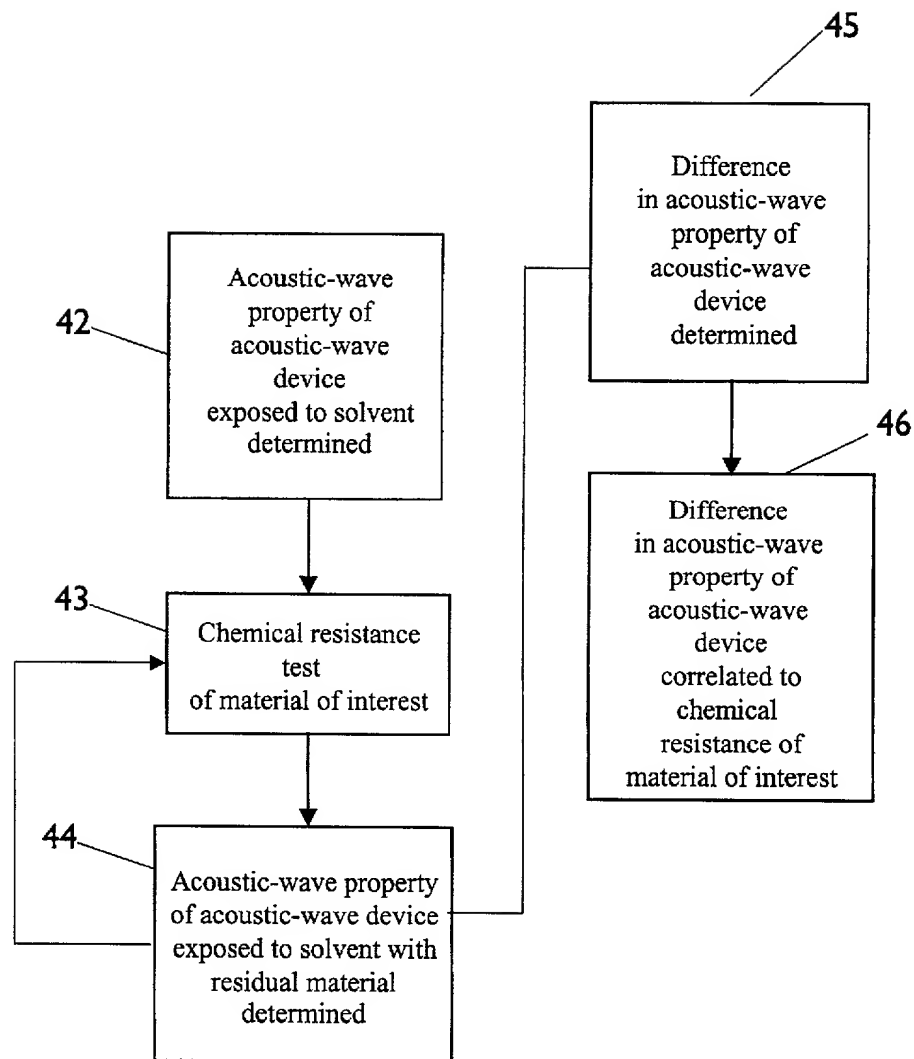 42
Acoustic-wave
property of
acoustic-wave
device
exposed to solvent
determined
43
Chemical resistance
test
of material of interest
44
Acoustic-wave property
of acoustic-wave device
exposed to solvent with
residual material
determined
45
Difference
in acoustic-wave
property of
acoustic-wave
device
determined
46
Difference
in acoustic-wave
property of
acoustic-wave
device
correlated to
chemical
resistance of
material of interest